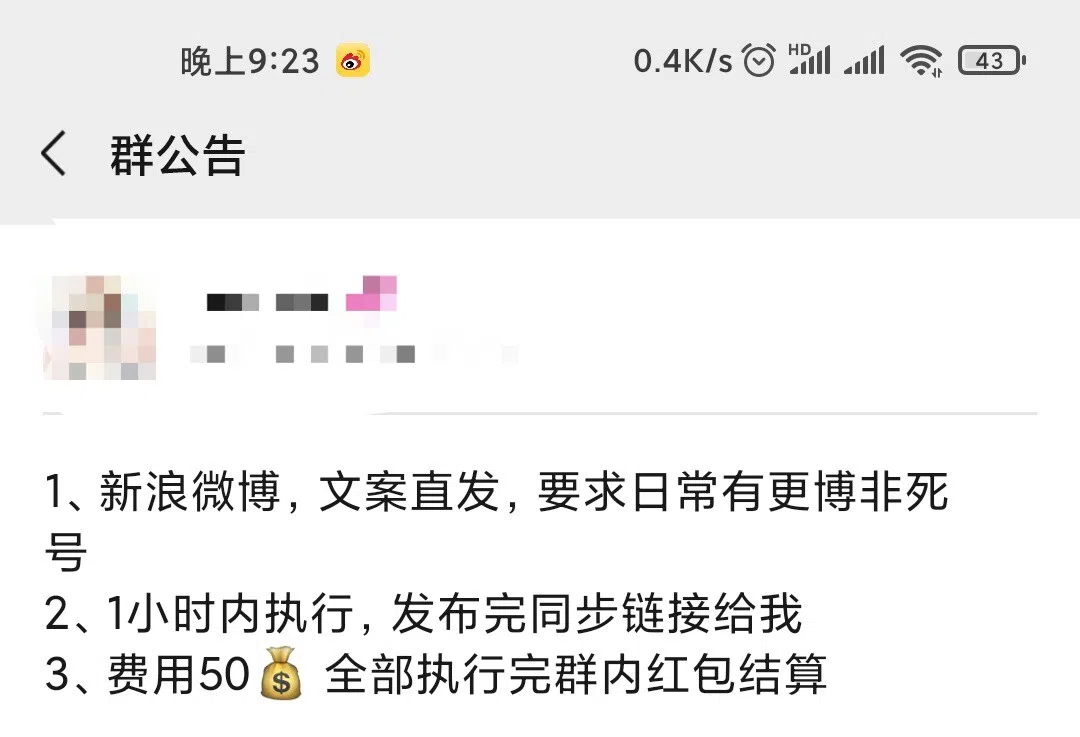 晚上9:23 0.4K/s HD 43
群公告
1、新浪微博，文案直发，要求日常有更博非死
号
2、1小时内执行，发布完同步链接给我
3、费用50💰 全部执行完群内红包结算